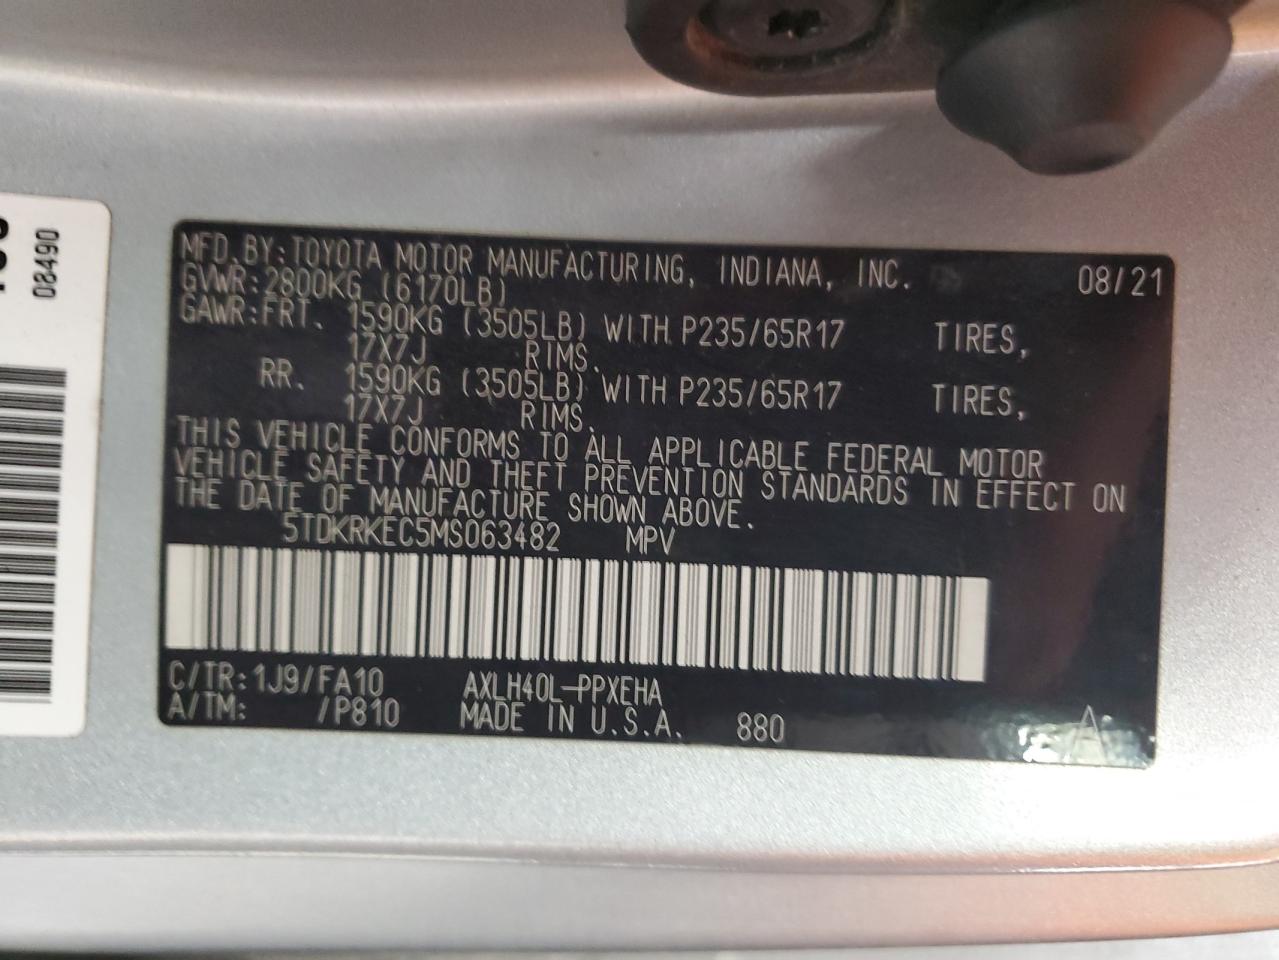 MFD.BY:TOYOTA MOTOR MANUFACTURING, INDIANA, INC. 08/21
GVWR:2800KG (6170LB)
GAWR:FRT. 1590KG (3505LB) WITH P235/65R17 TIRES,
17X7J RIMS.
RR. 1590KG (3505LB) WITH P235/65R17 TIRES,
17X7J RIMS.
THIS VEHICLE CONFORMS TO ALL APPLICABLE FEDERAL MOTOR
VEHICLE SAFETY AND THEFT PREVENTION STANDARDS IN EFFECT ON
THE DATE OF MANUFACTURE SHOWN ABOVE.
5TDKRKEC5MS063482 MPV
C/TR:1J9/FA10 AXLH40L-PPXEHA
A/TM: /P810 MADE IN U.S.A. 880
A
08490